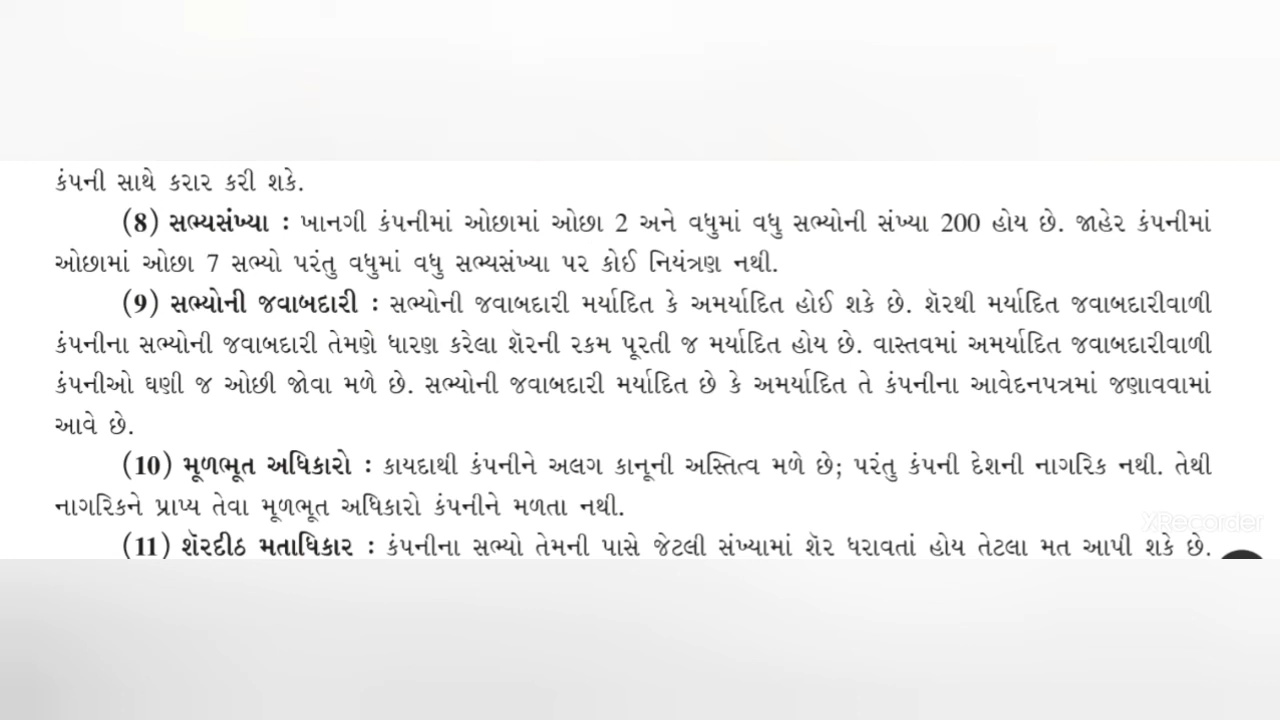 કંપની સાથે કરાર કરી શકે.
(8) સભ્યસંખ્યા : ખાનગી કંપનીમાં ઓછામાં ઓછા 2 અને વધુમાં વધુ સભ્યોની સંખ્યા 200 હોય છે. જાહેર કંપનીમાં
ઓછામાં ઓછા 7 સભ્યો પરંતુ વધુમાં વધુ સભ્યસંખ્યા પર કોઈ નિયંત્રણ નથી.
(9) સભ્યોની જવાબદારી : સભ્યોની જવાબદારી મર્યાદિત કે અમર્યાદિત હોઈ શકે છે. શૅરથી મર્યાદિત જવાબદારીવાળી
કંપનીના સભ્યોની જવાબદારી તેમણે ધારણ કરેલા શૅરની રકમ પૂરતી જ મર્યાદિત હોય છે. વાસ્તવમાં અમર્યાદિત જવાબદારીવાળી
કંપનીઓ ઘણી જ ઓછી જોવા મળે છે. સભ્યોની જવાબદારી મર્યાદિત છે કે અમર્યાદિત તે કંપનીના આવેદનપત્રમાં જણાવવામાં
આવે છે.
(10) મૂળભૂત અધિકારો : કાયદાથી કંપનીને અલગ કાનૂની અસ્તિત્વ મળે છે; પરંતુ કંપની દેશની નાગરિક નથી. તેથી
નાગરિકને પ્રાપ્ય તેવા મૂળભૂત અધિકારો કંપનીને મળતા નથી.
XRecorder
(11) શૅરદીઠ મતાધિકાર : કંપનીના સભ્યો તેમની પાસે જેટલી સંખ્યામાં શૅર ધરાવતાં હોય તેટલા મત આપી શકે છે.